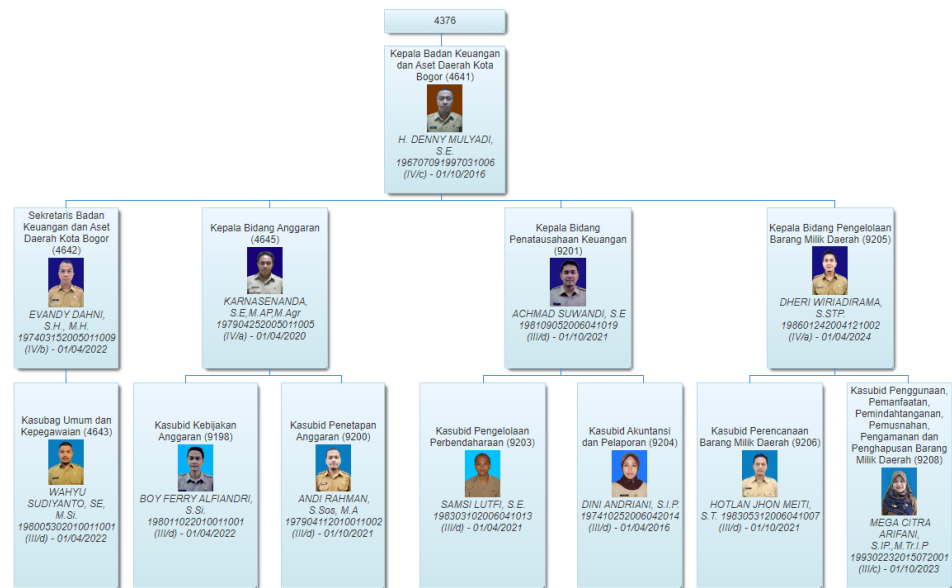 4376
Kepala Badan Keuangan
dan Aset Daerah Kota
Bogor (4641)
H. DENNY MULYADI,
S.E.
196707091997031006
(IV/c) - 01/10/2016
Sekretaris Badan
Keuangan dan Aset
Daerah Kota Bogor
(4642)
EVANDY DAHNI,
S.H., M.H.
197403152005011009
(IV/b) - 01/04/2022
Kepala Bidang Anggaran
(4645)
KARNASENANDA,
S.E,M.AP,M.Agr
197904252005011005
(IV/a) - 01/04/2020
Kepala Bidang
Penatausahaan Keuangan
(9201)
ACHMAD SUWANDI, S.E
198109052006041019
(III/d) - 01/10/2021
Kepala Bidang Pengelolaan
Barang Milik Daerah (9205)
DHERI WIRIADIRAMA,
S.STP.
198601242004121002
(IV/a) - 01/04/2024
Kasubag Umum dan
Kepegawaian (4643)
WAHYU
SUDIYANTO, SE,
M.Si.
198005302010011001
(III/d) - 01/04/2022
Kasubid Kebijakan
Anggaran (9198)
BOY FERRY ALFIANDRI,
S.Si.
198011022010011001
(III/d) - 01/04/2022
Kasubid Penetapan
Anggaran (9200)
ANDI RAHMAN,
S.Sos, M.A
197904112010011002
(III/d) - 01/10/2021
Kasubid Pengelolaan
Perbendaharaan (9203)
SAMSI LUTFI, S.E.
198303102006041013
(III/d) - 01/04/2021
Kasubid Akuntansi
dan Pelaporan (9204)
DINI ANDRIANI, S.I.P.
197410252006042014
(III/d) - 01/04/2016
Kasubid Perencanaan
Barang Milik Daerah (9206)
HOTLAN JHON MEITI,
S.T. 198305312006041007
(III/d) - 01/10/2021
Kasubid Penggunaan,
Pemanfaatan,
Pemindahtanganan,
Pemusnahan,
Pengamanan dan
Penghapusan Barang
Milik Daerah (9208)
MEGA CITRA
ARIFANI,
S.IP.,M.Tr.I.P
199302232015072001
(III/c) - 01/10/2023